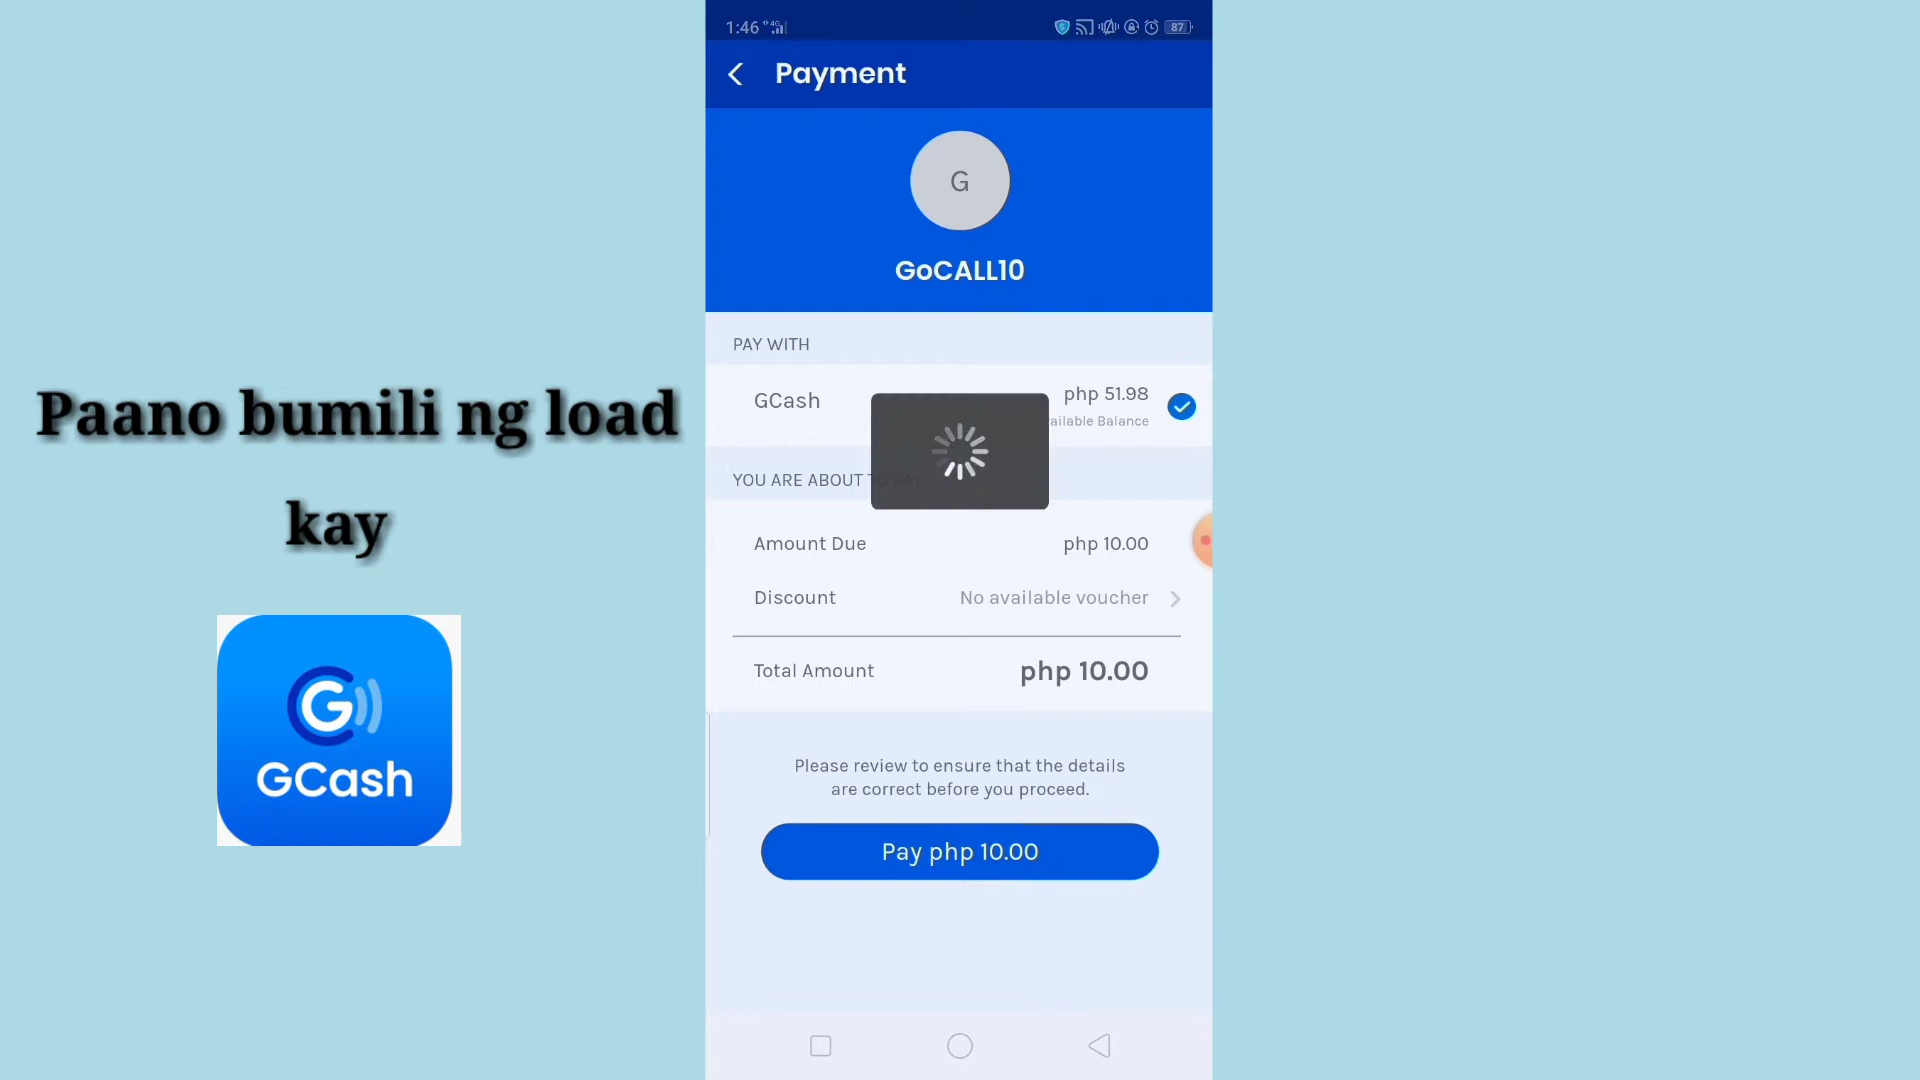 1:46
4G
87
Payment
G
GoCALL10
PAY WITH
GCash
php 51.98
Balance
YOU ARE ABOUT
Amount Due
php 10.00
Discount
No available voucher
Total Amount
php 10.00
Please review to ensure that the details
are correct before you proceed.
Pay php 10.00
Paano bumili ng load
kay
G
GCash